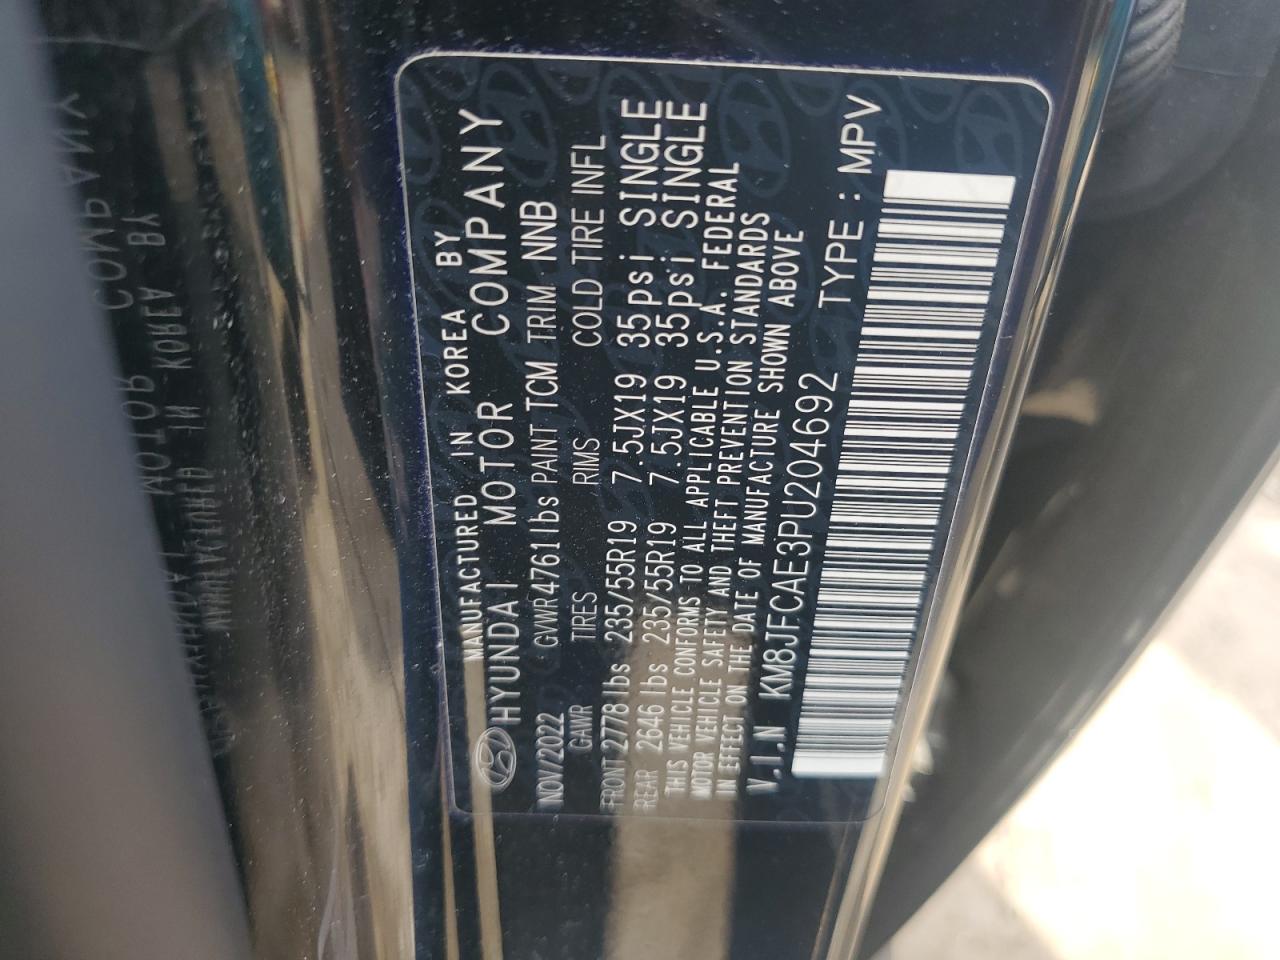 MANUFACTURED IN KOREA BY
HYUNDAI MOTOR COMPANY
NOV/2022 GVWR 4761lbs PAINT TCM TRIM NNB
GAWR TIRES RIMS COLD TIRE INFL
FRONT 2778lbs 235/55R19 7.5JX19 35psi SINGLE
REAR 2646lbs 235/55R19 7.5JX19 35psi SINGLE
THIS VEHICLE CONFORMS TO ALL APPLICABLE U.S.A. FEDERAL
MOTOR VEHICLE SAFETY AND THEFT PREVENTION STANDARDS
IN EFFECT ON THE DATE OF MANUFACTURE SHOWN ABOVE
V.I.N KM8JFCAE3PU204692 TYPE : MPV